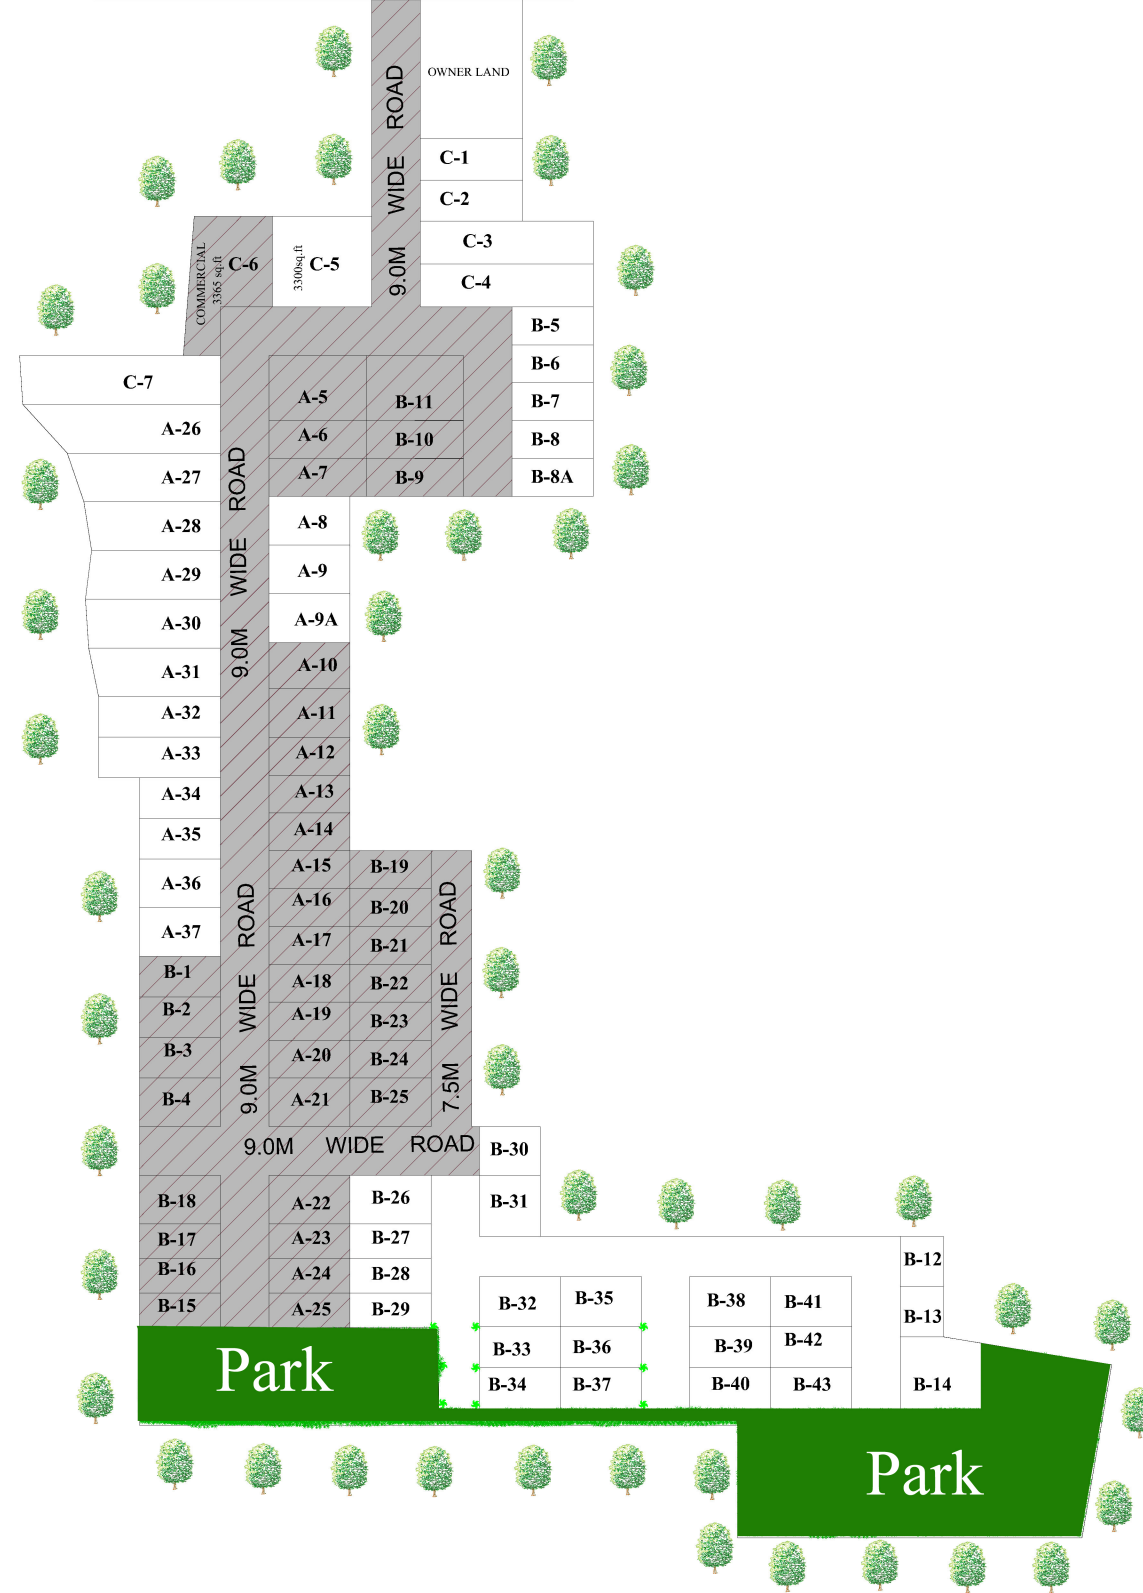 OWNER LAND
9.0M WIDE ROAD
C-1
C-2
C-3
C-4
COMMERCIAL
3365 sq.ft
C-6
3300sq.ft
C-5
B-5
B-6
B-7
B-8
B-8A
C-7
A-5
B-11
A-6
B-10
A-7
B-9
A-26
A-27
A-28
A-29
A-30
A-31
A-32
A-33
A-34
A-35
A-36
A-37
9.0M WIDE ROAD
A-8
A-9
A-9A
A-10
A-11
A-12
A-13
A-14
A-15
B-19
A-16
B-20
A-17
B-21
A-18
B-22
A-19
B-23
A-20
B-24
A-21
B-25
B-1
B-2
B-3
B-4
9.0M WIDE ROAD
7.5M WIDE ROAD
9.0M WIDE ROAD
B-30
B-31
B-18
B-17
B-16
B-15
A-22
B-26
A-23
B-27
A-24
B-28
A-25
B-29
B-32
B-35
B-33
B-36
B-34
B-37
B-38
B-41
B-39
B-42
B-40
B-43
B-12
B-13
B-14
Park
Park